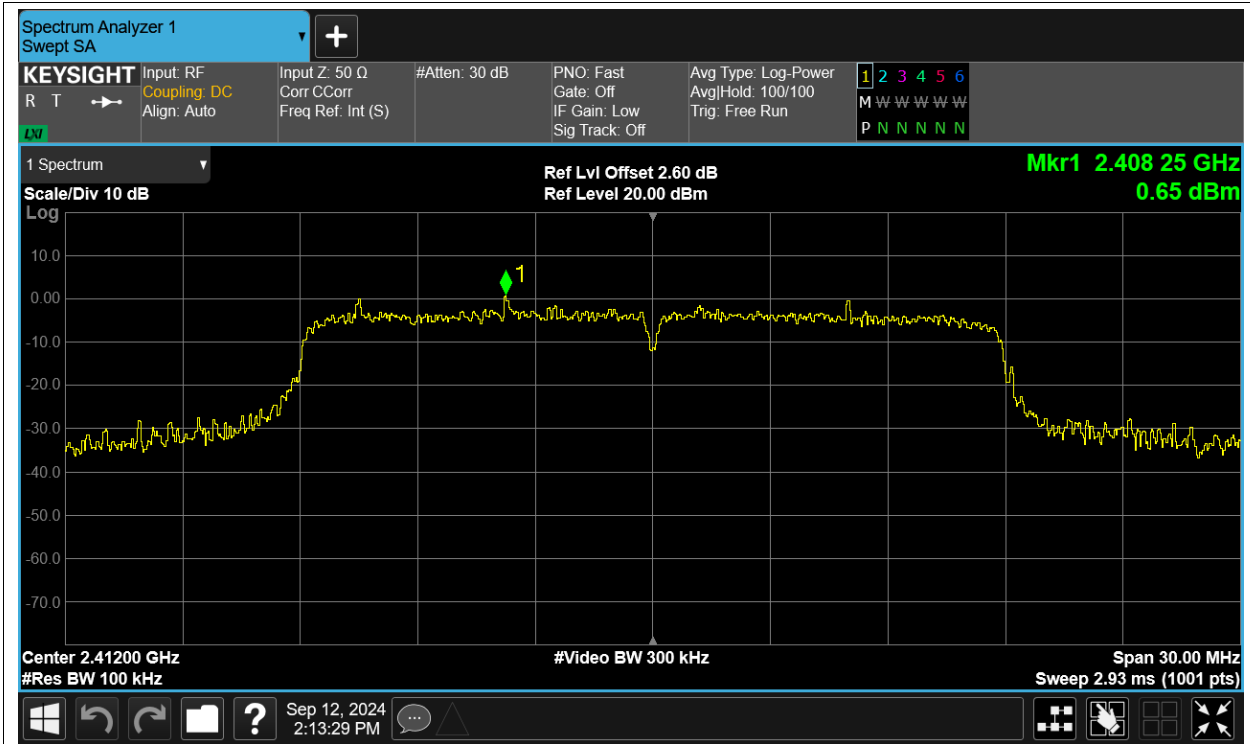 Spectrum Analyzer 1
Swept SA
KEYSIGHT
R T
LXI
Input: RF
Coupling: DC
Align: Auto
Input Z: 50 Ω
Corr CCorr
Freq Ref: Int (S)
#Atten: 30 dB
PNO: Fast
Gate: Off
IF Gain: Low
Sig Track: Off
Avg Type: Log-Power
Avg|Hold: 100/100
Trig: Free Run
1 2 3 4 5 6
M W W W W W
P N N N N N
1 Spectrum
Scale/Div 10 dB
Log
Ref Lvl Offset 2.60 dB
Ref Level 20.00 dBm
Mkr1 2.408 25 GHz
0.65 dBm
10.0
1
0.00
-10.0
-20.0
-30.0
-40.0
-50.0
-60.0
-70.0
Center 2.41200 GHz
#Res BW 100 kHz
#Video BW 300 kHz
Span 30.00 MHz
Sweep 2.93 ms (1001 pts)
?
Sep 12, 2024
2:13:29 PM